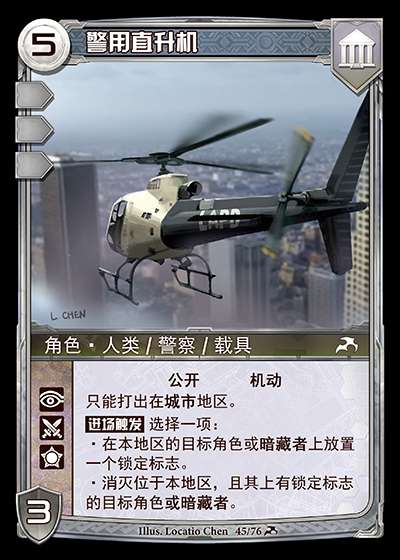 5
警用直升机
LAPD
L. CHEN
角色·人类 / 警察 / 载具
公开 机动
只能打出在城市地区。
进场触发 选择一项：
·在本地区的目标角色或暗藏者上放置
一个锁定标志。
·消灭位于本地区，且其上有锁定标志
的目标角色或暗藏者。
3
Illus. Locatio Chen 45/76